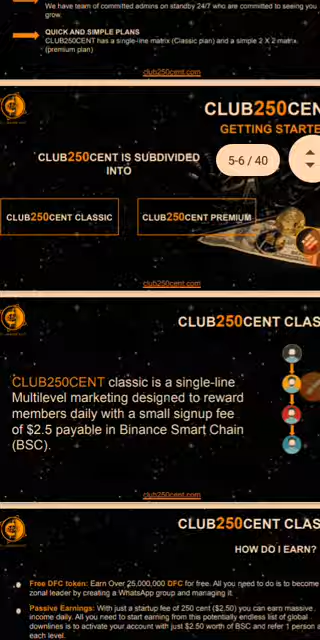 We have team of committed admins on standby 24/7 who are committed to seeing you
grow.
QUICK AND SIMPLE PLANS
CLUB250CENT has a single-line matrix (Classic plan) and a simple 2 X 2 matrix.
(premium plan)
club250cent.com
CLUB250CEN
GETTING STARTE
CLUB250CENT IS SUBDIVIDED
INTO
5-6 / 40
CLUB250CENT CLASSIC
CLUB250CENT PREMIUM
club250cent.com
CLUB250CENT CLAS
CLUB250CENT classic is a single-line
Multilevel marketing designed to reward
members daily with a small signup fee
of $2.5 payable in Binance Smart Chain
(BSC).
club250cent.com
CLUB250CENT CLAS
HOW DO I EARN?
Free DFC token: Earn Over 25,000,000 DFC for free. All you need to do is to become
zonal leader by creating a WhatsApp group and managing it.
Passive Earnings: With just a startup fee of 250 cent ($2,50) you can earn massive
income daily. All you need to start earning from this potentially endless list of global
downlines is to activate your account with just $2.50 worth of BSC and refer 1 person a
each level.